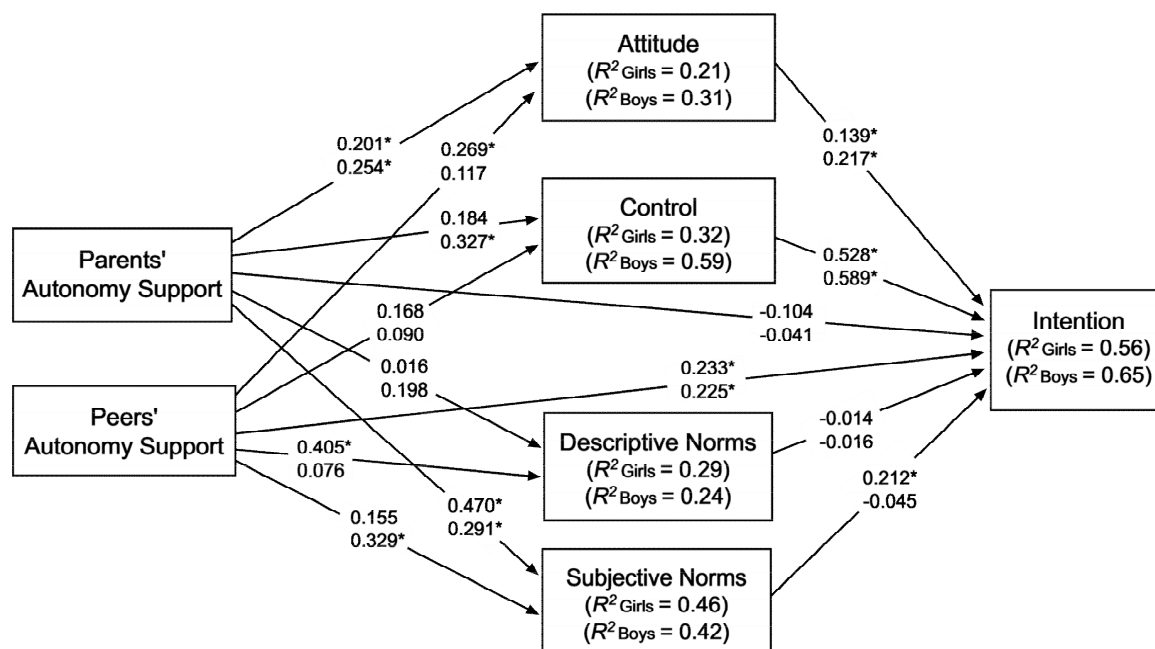 Attitude
(R² Girls = 0.21)
(R² Boys = 0.31)
0.201*
0.254*
0.269*
0.117
0.139*
0.217*
Control
(R² Girls = 0.32)
(R² Boys = 0.59)
0.184
0.327*
0.528*
0.589*
Parents'
Autonomy Support
0.168
0.090
-0.104
-0.041
Intention
(R² Girls = 0.56)
(R² Boys = 0.65)
0.016
0.198
0.233*
0.225*
Peers'
Autonomy Support
0.405*
0.076
Descriptive Norms
(R² Girls = 0.29)
(R² Boys = 0.24)
-0.014
-0.016
0.470*
0.291*
0.212*
-0.045
0.155
0.329*
Subjective Norms
(R² Girls = 0.46)
(R² Boys = 0.42)